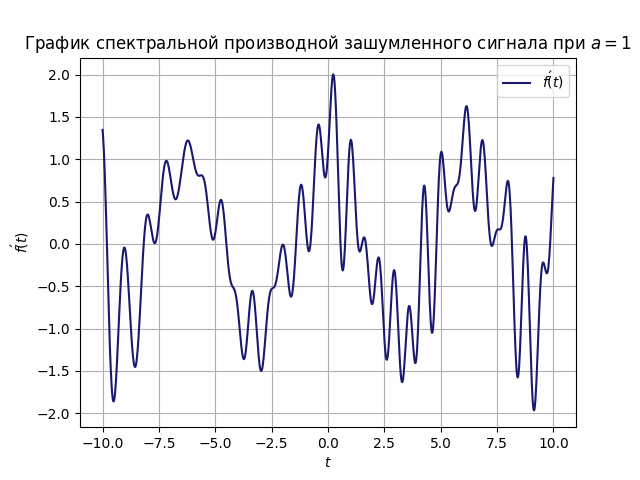 График спектральной производной зашумленного сигнала при a = 1
f́(t)
2.0
1.5
1.0
0.5
0.0
−0.5
−1.0
−1.5
−2.0
f́(t)
−10.0 −7.5 −5.0 −2.5 0.0 2.5 5.0 7.5 10.0
t